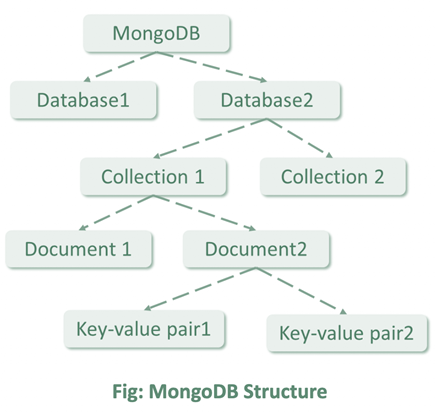 MongoDB
Database1
Database2
Collection 1
Collection 2
Document 1
Document2
Key-value pair1
Key-value pair2
Fig: MongoDB Structure